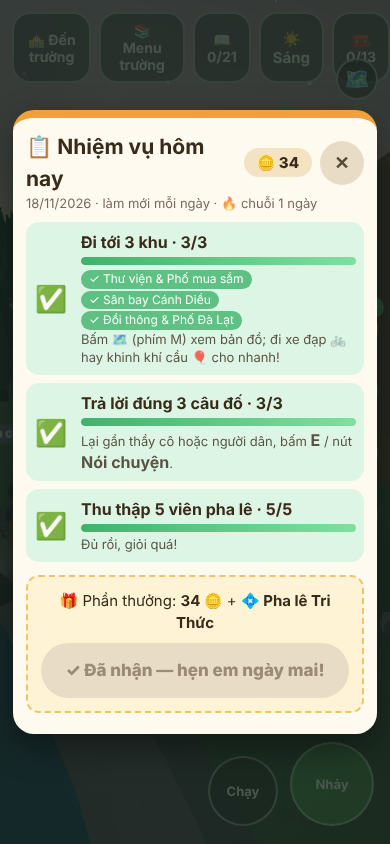 🏫 Đến trường
📚 Menu trường
📖 0/21
☀️ Sáng
🧰 0/13
🗺️
📋 Nhiệm vụ hôm nay
🪙 34
✕
18/11/2026 · làm mới mỗi ngày · 🔥 chuỗi 1 ngày
✅ Đi tới 3 khu · 3/3
✓ Thư viện & Phố mua sắm
✓ Sân bay Cánh Diều
✓ Đồi thông & Phố Đà Lạt
Bấm 🗺️ (phím M) xem bản đồ; đi xe đạp 🚲
hay khinh khí cầu 🎈 cho nhanh!
✅ Trả lời đúng 3 câu đố · 3/3
Lại gần thầy cô hoặc người dân, bấm E / nút
Nói chuyện.
✅ Thu thập 5 viên pha lê · 5/5
Đủ rồi, giỏi quá!
🎁 Phần thưởng: 34 🪙 + 💠 Pha lê Tri
Thức
✓ Đã nhận — hẹn em ngày mai!
Chạy
Nhảy